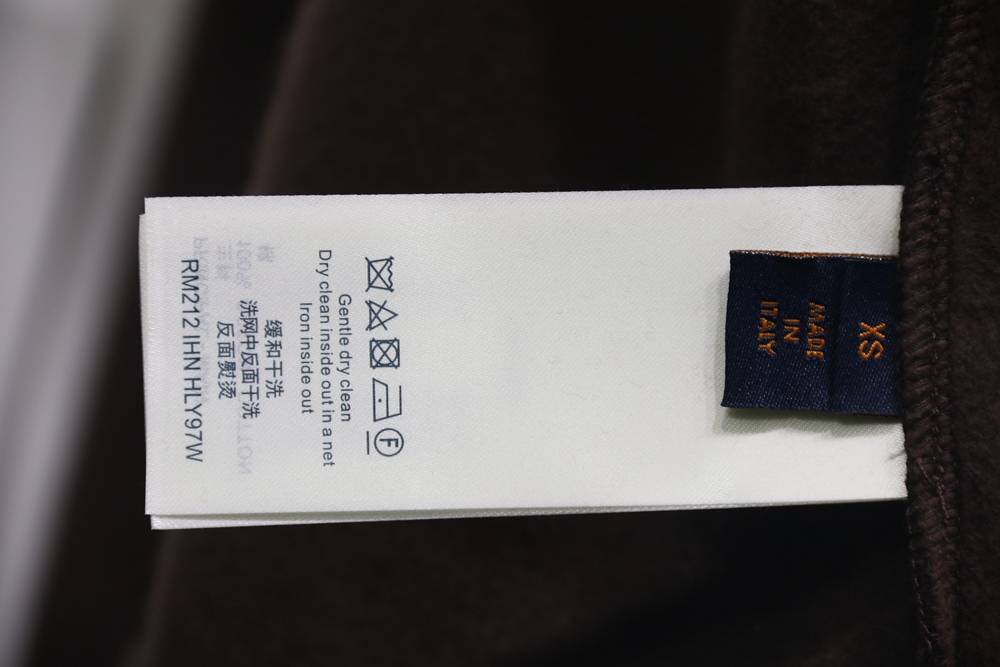 XS
MADE
IN
ITALY
F
Gentle dry clean
Dry clean inside out in a net
Iron inside out
缓和干洗
洗网中反面干洗
反面熨烫
RM212 IHN HLY97W